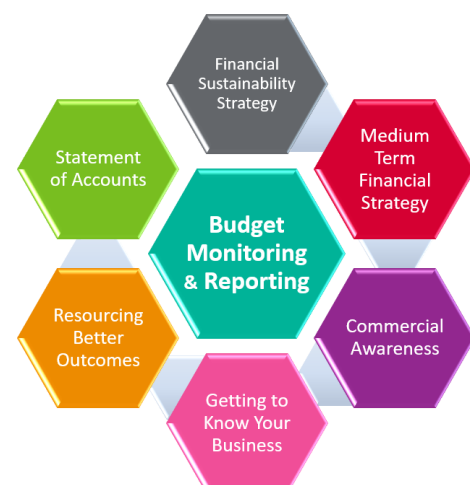 Financial
Sustainability
Strategy
Medium
Term
Financial
Strategy
Commercial
Awareness
Getting to
Know Your
Business
Resourcing
Better
Outcomes
Statement
of Accounts
Budget
Monitoring
& Reporting